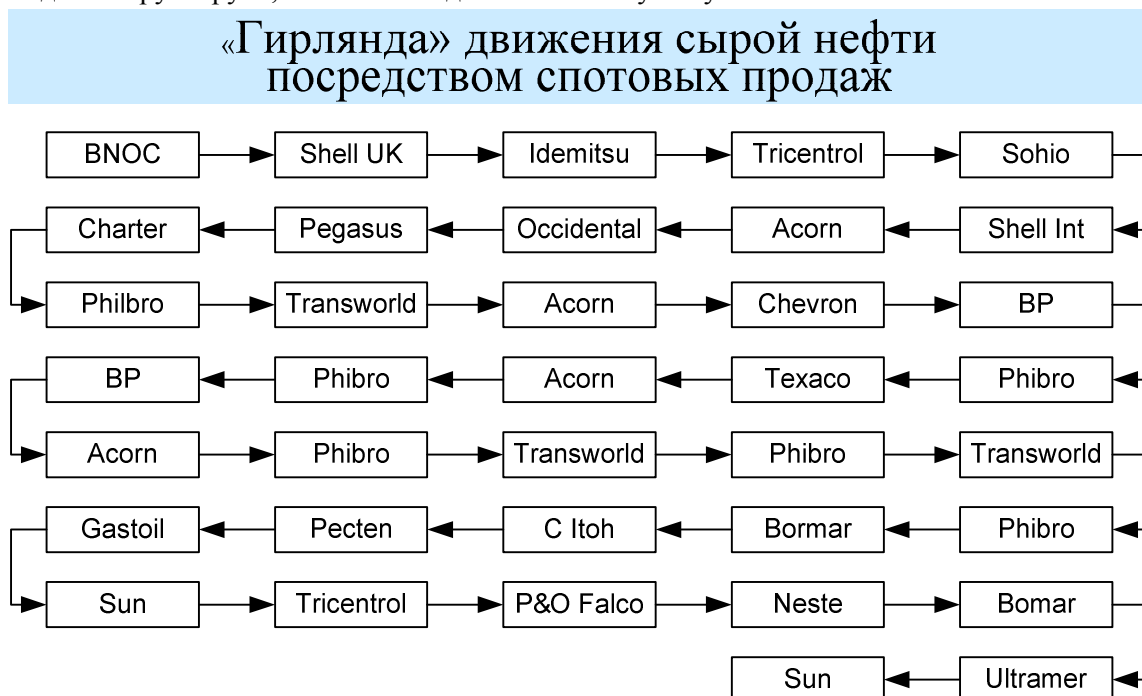 «Гирлянда» движения сырой нефти
посредством спотовых продаж
BNOC Shell UK Idemitsu Tricentrol Sohio
Charter Pegasus Occidental Acorn Shell Int
Philbro Transworld Acorn Chevron BP
BP Phibro Acorn Texaco Phibro
Acorn Phibro Transworld Phibro Transworld
Gastoil Pecten C Itoh Bormar Phibro
Sun Tricentrol P&O Falco Neste Bomar
Sun Ultramer